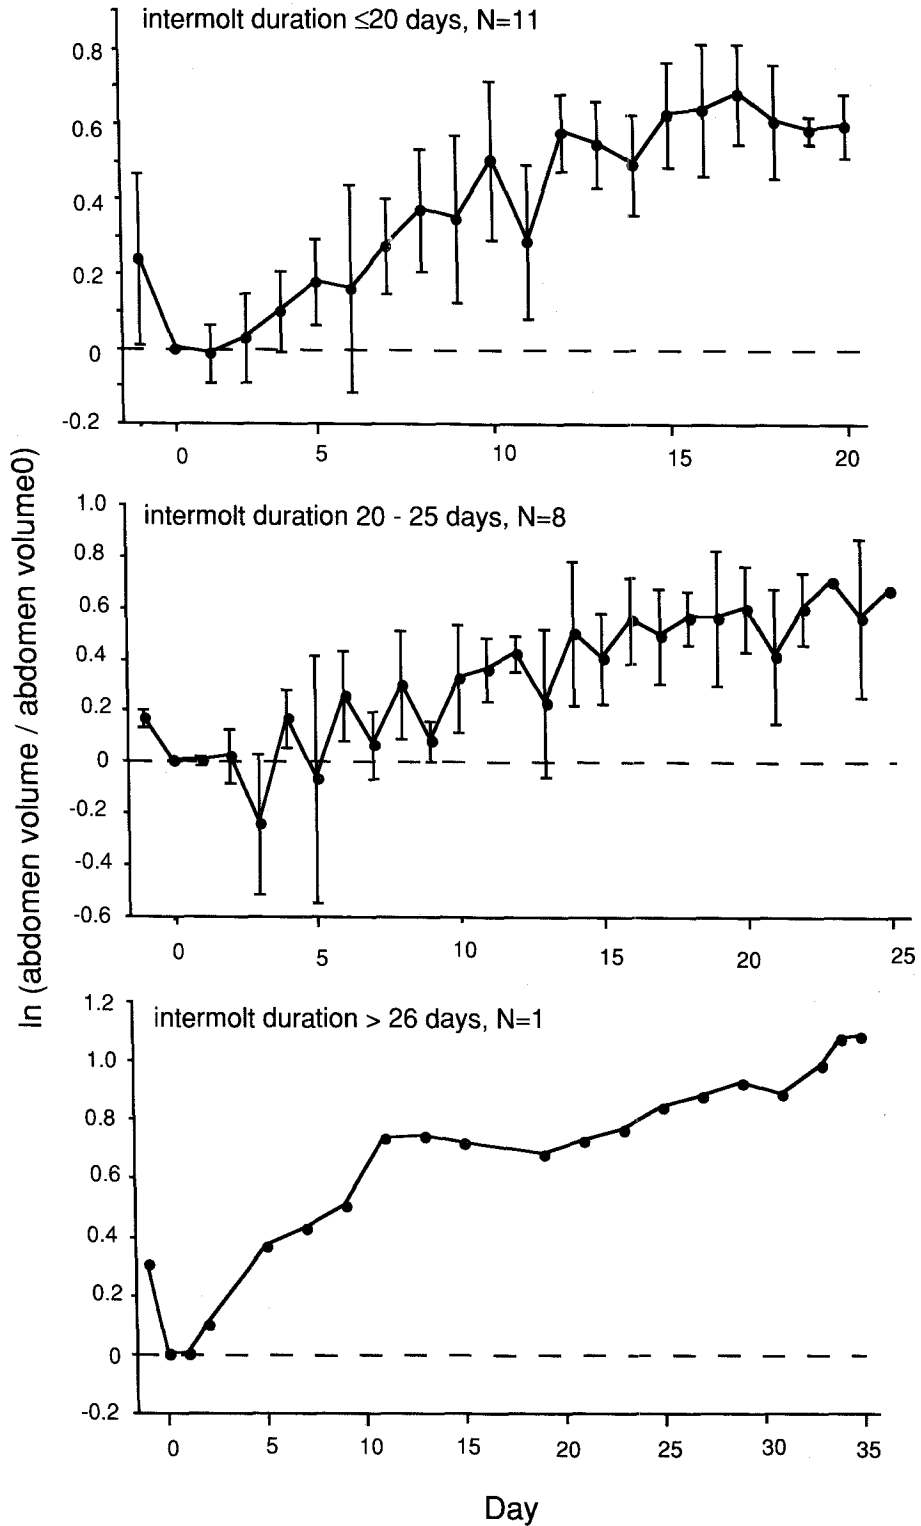 ln (abdomen volume / abdomen volume0)
intermolt duration ≤20 days, N=11
0.8
0.6
0.4
0.2
0
-0.2
0 5 10 15 20
intermolt duration 20 - 25 days, N=8
1.0
0.8
0.6
0.4
0.2
0
-0.2
-0.4
-0.6
0 5 10 15 20 25
intermolt duration > 26 days, N=1
1.2
1.0
0.8
0.6
0.4
0.2
0
-0.2
0 5 10 15 20 25 30 35
Day